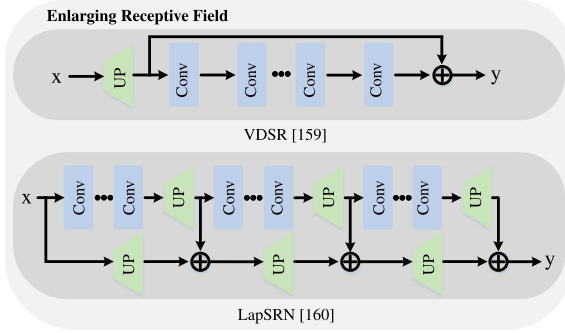 Enlarging Receptive Field
x UP Conv Conv ••• Conv Conv y
VDSR [159]
x Conv ••• Conv UP Conv ••• Conv UP Conv ••• Conv UP
UP UP UP y
LapSRN [160]